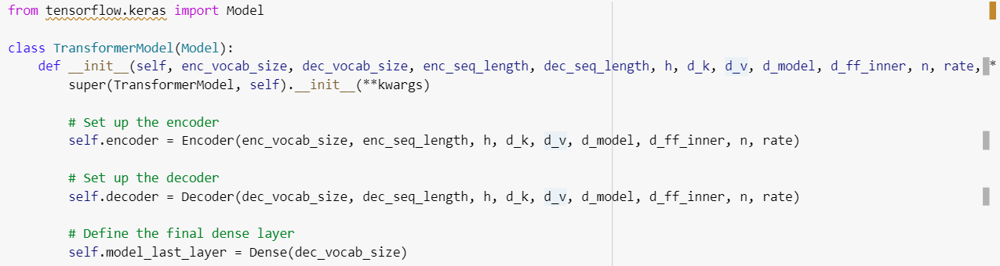 from tensorflow.keras import Model
class TransformerModel(Model):
    def __init__(self, enc_vocab_size, dec_vocab_size, enc_seq_length, dec_seq_length, h, d_k, d_v, d_model, d_ff_inner, n, rate, *
        super(TransformerModel, self).__init__(**kwargs)
        # Set up the encoder
        self.encoder = Encoder(enc_vocab_size, enc_seq_length, h, d_k, d_v, d_model, d_ff_inner, n, rate)
        # Set up the decoder
        self.decoder = Decoder(dec_vocab_size, dec_seq_length, h, d_k, d_v, d_model, d_ff_inner, n, rate)
        # Define the final dense layer
        self.model_last_layer = Dense(dec_vocab_size)